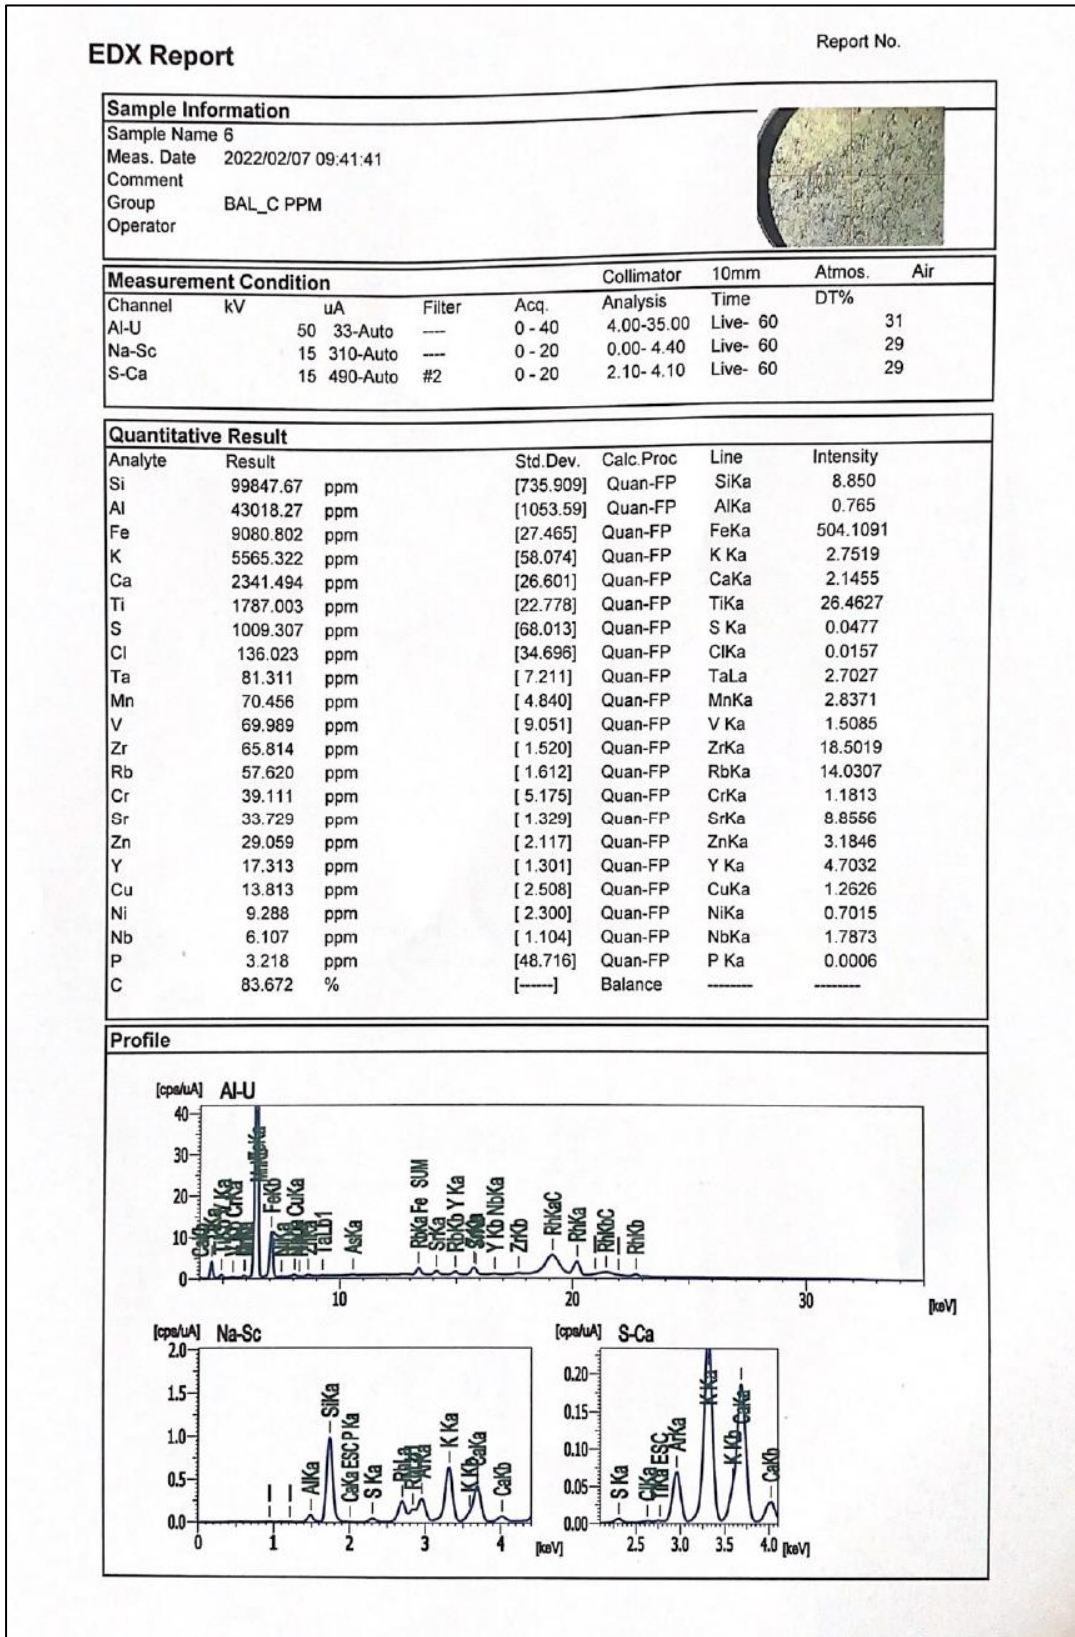 Report No.
EDX Report
Sample Information
Sample Name 6
Meas. Date 2022/02/07 09:41:41
Comment
Group BAL_C PPM
Operator
Measurement Condition Collimator 10mm Atmos. Air
Channel kV uA Filter Acq. Analysis Time DT%
Al-U 50 33-Auto ---- 0 - 40 4.00-35.00 Live- 60 31
Na-Sc 15 310-Auto ---- 0 - 20 0.00- 4.40 Live- 60 29
S-Ca 15 490-Auto #2 0 - 20 2.10- 4.10 Live- 60 29
Quantitative Result
Analyte Result Std.Dev. Calc.Proc Line Intensity
Si 99847.67 ppm [735.909] Quan-FP SiKa 8.850
Al 43018.27 ppm [1053.59] Quan-FP AlKa 0.765
Fe 9080.802 ppm [27.465] Quan-FP FeKa 504.1091
K 5565.322 ppm [58.074] Quan-FP K Ka 2.7519
Ca 2341.494 ppm [26.601] Quan-FP CaKa 2.1455
Ti 1787.003 ppm [22.778] Quan-FP TiKa 26.4627
S 1009.307 ppm [68.013] Quan-FP S Ka 0.0477
Cl 136.023 ppm [34.696] Quan-FP ClKa 0.0157
Ta 81.311 ppm [ 7.211] Quan-FP TaLa 2.7027
Mn 70.456 ppm [ 4.840] Quan-FP MnKa 2.8371
V 69.989 ppm [ 9.051] Quan-FP V Ka 1.5085
Zr 65.814 ppm [ 1.520] Quan-FP ZrKa 18.5019
Rb 57.620 ppm [ 1.612] Quan-FP RbKa 14.0307
Cr 39.111 ppm [ 5.175] Quan-FP CrKa 1.1813
Sr 33.729 ppm [ 1.329] Quan-FP SrKa 8.8556
Zn 29.059 ppm [ 2.117] Quan-FP ZnKa 3.1846
Y 17.313 ppm [ 1.301] Quan-FP Y Ka 4.7032
Cu 13.813 ppm [ 2.508] Quan-FP CuKa 1.2626
Ni 9.288 ppm [ 2.300] Quan-FP NiKa 0.7015
Nb 6.107 ppm [ 1.104] Quan-FP NbKa 1.7873
P 3.218 ppm [48.716] Quan-FP P Ka 0.0006
C 83.672 % [------] Balance -------- --------
Profile
[cps/uA] Al-U
40
30
20
10
0
CaKb
V Ka
CrKa
FeKb
CuKa
TaLb1
AsKa
RbKa Fe SUM
SrKa
RbKb Y Ka
Y Kb NbKa
ZrKb
RhKaC
RhKa
RhKbC
RhKb
10 20 30 [keV]
[cps/uA] Na-Sc
2.0
1.5
1.0
0.5
0.0
AlKa
SiKa
CaKa ESC P Ka
S Ka
RhLa
ArKa
K Ka
K Kb
CaKa
CaKb
0 1 2 3 4 [keV]
[cps/uA] S-Ca
0.20
0.15
0.10
0.05
0.00
S Ka
ClKa
TiKa ESC
ArKa
K Ka
K Kb
CaKa
CaKb
2.5 3.0 3.5 4.0 [keV]